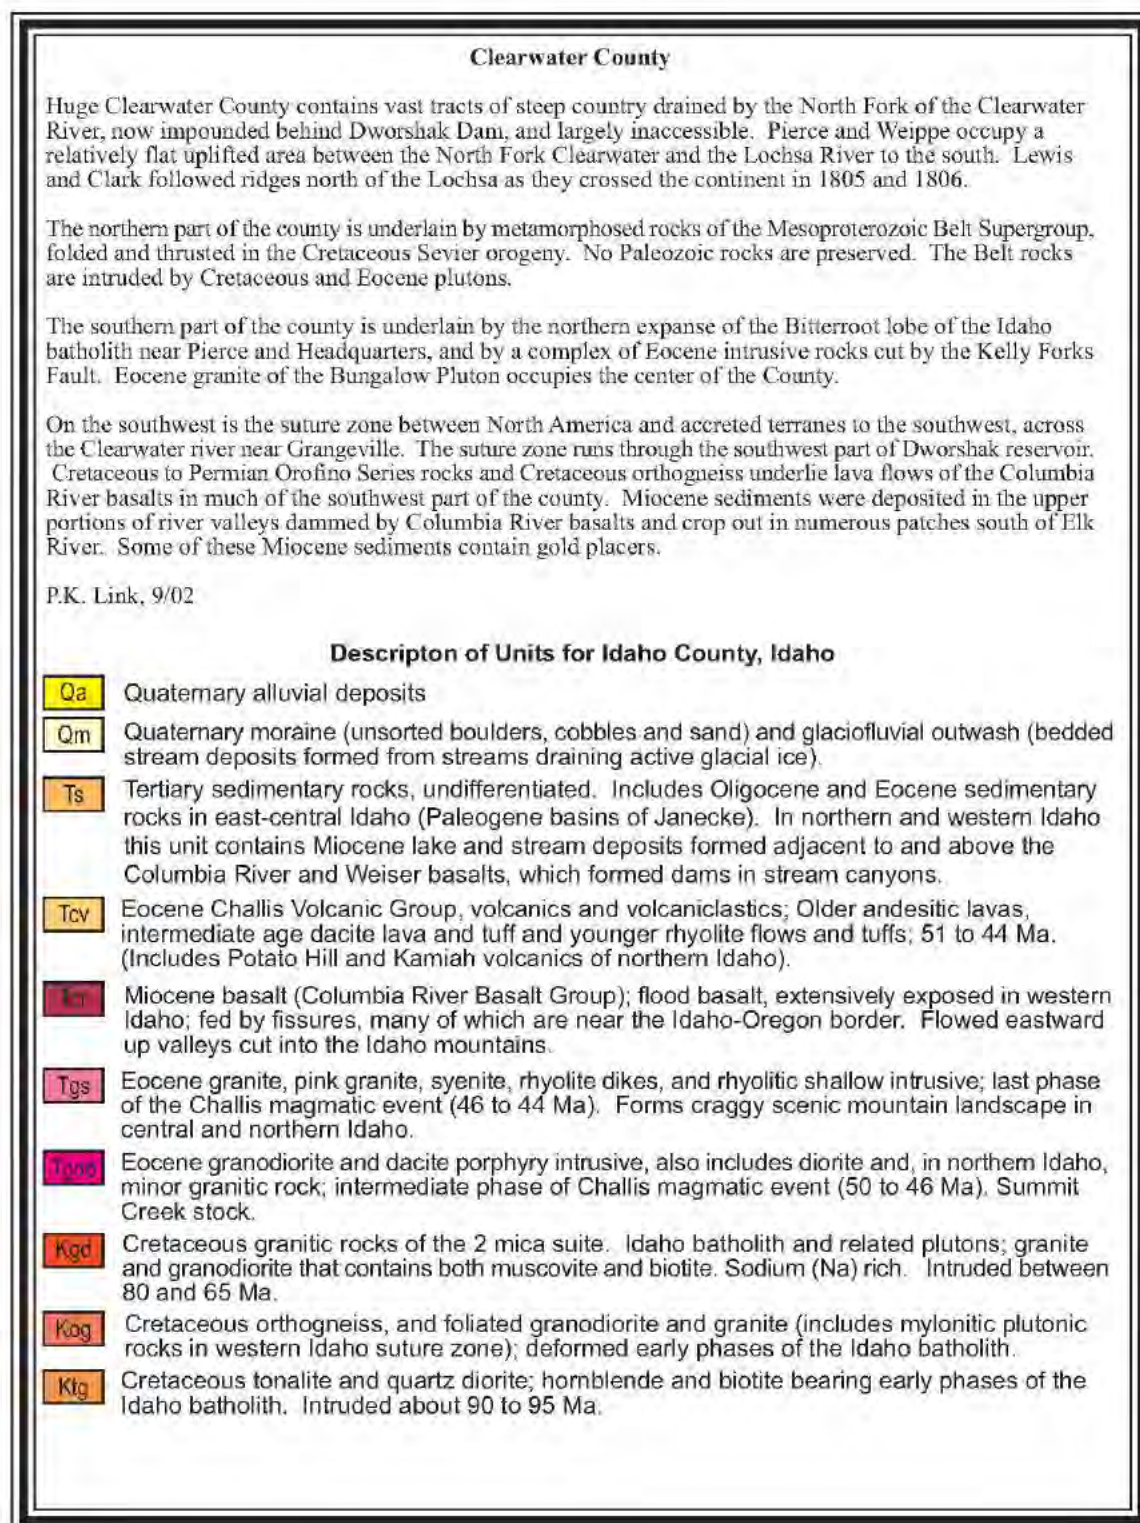 Clearwater County
Huge Clearwater County contains vast tracts of steep country drained by the North Fork of the Clearwater
River, now impounded behind Dworshak Dam, and largely inaccessible. Pierce and Weippe occupy a
relatively flat uplifted area between the North Fork Clearwater and the Lochsa River to the south. Lewis
and Clark followed ridges north of the Lochsa as they crossed the continent in 1805 and 1806.
The northern part of the county is underlain by metamorphosed rocks of the Mesoproterozoic Belt Supergroup,
folded and thrusted in the Cretaceous Sevier orogeny. No Paleozoic rocks are preserved. The Belt rocks
are intruded by Cretaceous and Eocene plutons.
The southern part of the county is underlain by the northern expanse of the Bitterroot lobe of the Idaho
batholith near Pierce and Headquarters, and by a complex of Eocene intrusive rocks cut by the Kelly Forks
Fault. Eocene granite of the Bungalow Pluton occupies the center of the County.
On the southwest is the suture zone between North America and accreted terranes to the southwest, across
the Clearwater river near Grangeville. The suture zone runs through the southwest part of Dworshak reservoir.
Cretaceous to Permian Orofino Series rocks and Cretaceous orthogneiss underlie lava flows of the Columbia
River basalts in much of the southwest part of the county. Miocene sediments were deposited in the upper
portions of river valleys dammed by Columbia River basalts and crop out in numerous patches south of Elk
River. Some of these Miocene sediments contain gold placers.
P.K. Link, 9/02
Descripton of Units for Idaho County, Idaho
Qa Quaternary alluvial deposits
Qm Quaternary moraine (unsorted boulders, cobbles and sand) and glaciofluvial outwash (bedded
stream deposits formed from streams draining active glacial ice).
Ts Tertiary sedimentary rocks, undifferentiated. Includes Oligocene and Eocene sedimentary
rocks in east-central Idaho (Paleogene basins of Janecke). In northern and western Idaho
this unit contains Miocene lake and stream deposits formed adjacent to and above the
Columbia River and Weiser basalts, which formed dams in stream canyons.
Tcv Eocene Challis Volcanic Group, volcanics and volcaniclastics; Older andesitic lavas,
intermediate age dacite lava and tuff and younger rhyolite flows and tuffs; 51 to 44 Ma.
(Includes Potato Hill and Kamiah volcanics of northern Idaho).
Miocene basalt (Columbia River Basalt Group); flood basalt, extensively exposed in western
Idaho; fed by fissures, many of which are near the Idaho-Oregon border. Flowed eastward
up valleys cut into the Idaho mountains.
Tgs Eocene granite, pink granite, syenite, rhyolite dikes, and rhyolitic shallow intrusive; last phase
of the Challis magmatic event (46 to 44 Ma). Forms craggy scenic mountain landscape in
central and northern Idaho.
Eocene granodiorite and dacite porphyry intrusive, also includes diorite and, in northern Idaho,
minor granitic rock; intermediate phase of Challis magmatic event (50 to 46 Ma). Summit
Creek stock.
Kgd Cretaceous granitic rocks of the 2 mica suite. Idaho batholith and related plutons; granite
and granodiorite that contains both muscovite and biotite. Sodium (Na) rich. Intruded between
80 and 65 Ma.
Kog Cretaceous orthogneiss, and foliated granodiorite and granite (includes mylonitic plutonic
rocks in western Idaho suture zone); deformed early phases of the Idaho batholith.
Ktg Cretaceous tonalite and quartz diorite; hornblende and biotite bearing early phases of the
Idaho batholith. Intruded about 90 to 95 Ma.